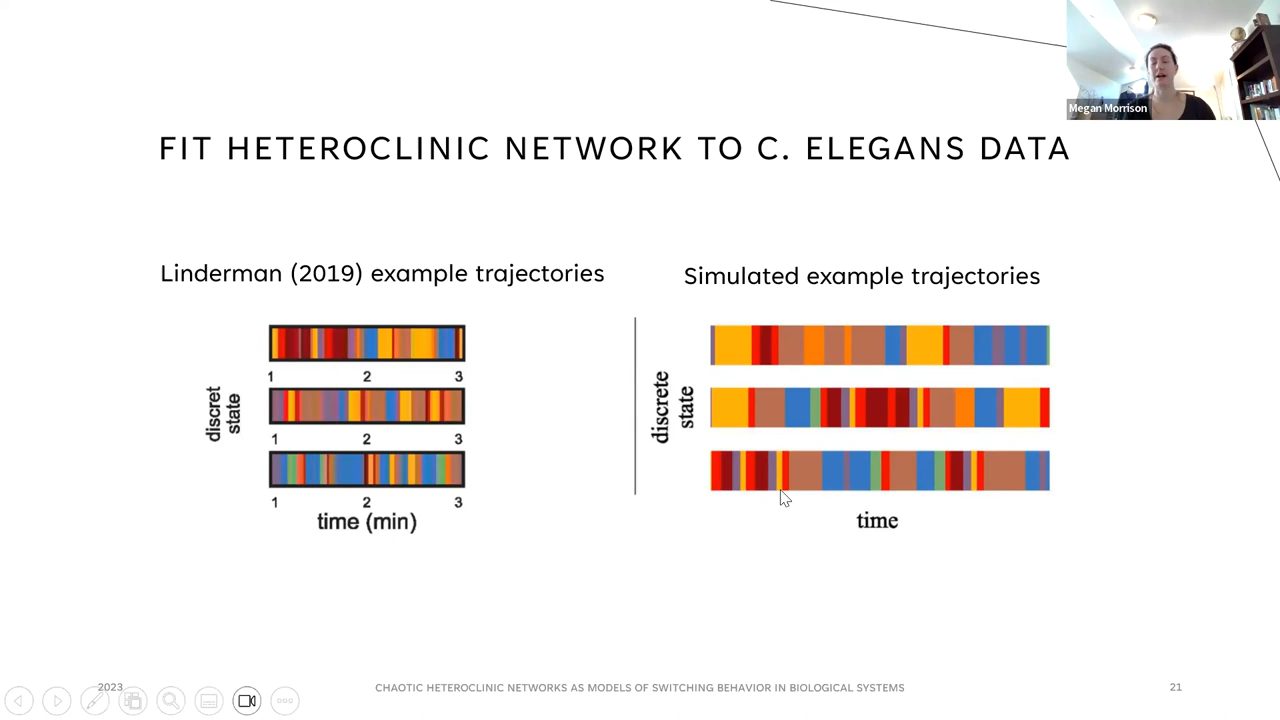 Megan Morrison
FIT HETEROCLINIC NETWORK TO C. ELEGANS DATA
Linderman (2019) example trajectories
discret
state
1 2 3
1 2 3
1 2 3
time (min)
Simulated example trajectories
discrete
state
time
2023
CHAOTIC HETEROCLINIC NETWORKS AS MODELS OF SWITCHING BEHAVIOR IN BIOLOGICAL SYSTEMS
21